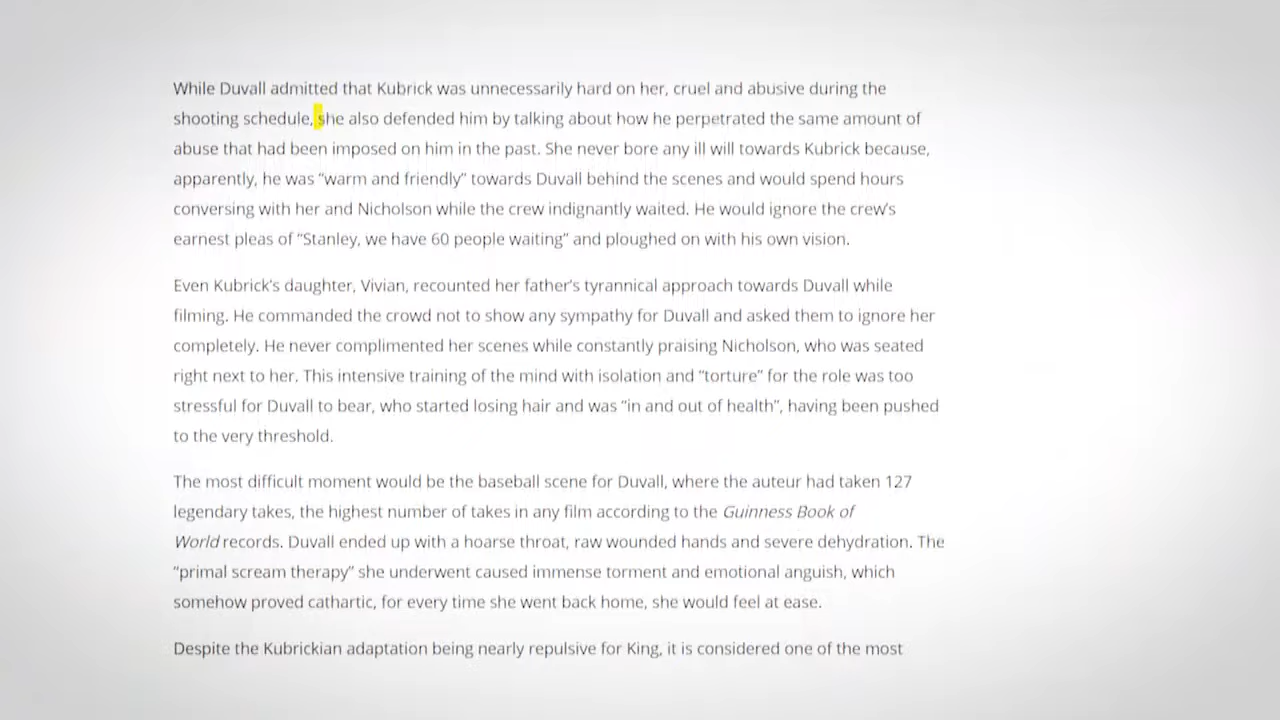 While Duvall admitted that Kubrick was unnecessarily hard on her, cruel and abusive during the
shooting schedule, she also defended him by talking about how he perpetrated the same amount of
abuse that had been imposed on him in the past. She never bore any ill will towards Kubrick because,
apparently, he was “warm and friendly” towards Duvall behind the scenes and would spend hours
conversing with her and Nicholson while the crew indignantly waited. He would ignore the crew’s
earnest pleas of “Stanley, we have 60 people waiting” and ploughed on with his own vision.
Even Kubrick’s daughter, Vivian, recounted her father’s tyrannical approach towards Duvall while
filming. He commanded the crowd not to show any sympathy for Duvall and asked them to ignore her
completely. He never complimented her scenes while constantly praising Nicholson, who was seated
right next to her. This intensive training of the mind with isolation and “torture” for the role was too
stressful for Duvall to bear, who started losing hair and was “in and out of health”, having been pushed
to the very threshold.
The most difficult moment would be the baseball scene for Duvall, where the auteur had taken 127
legendary takes, the highest number of takes in any film according to the Guinness Book of
World records. Duvall ended up with a hoarse throat, raw wounded hands and severe dehydration. The
“primal scream therapy” she underwent caused immense torment and emotional anguish, which
somehow proved cathartic, for every time she went back home, she would feel at ease.
Despite the Kubrickian adaptation being nearly repulsive for King, it is considered one of the most